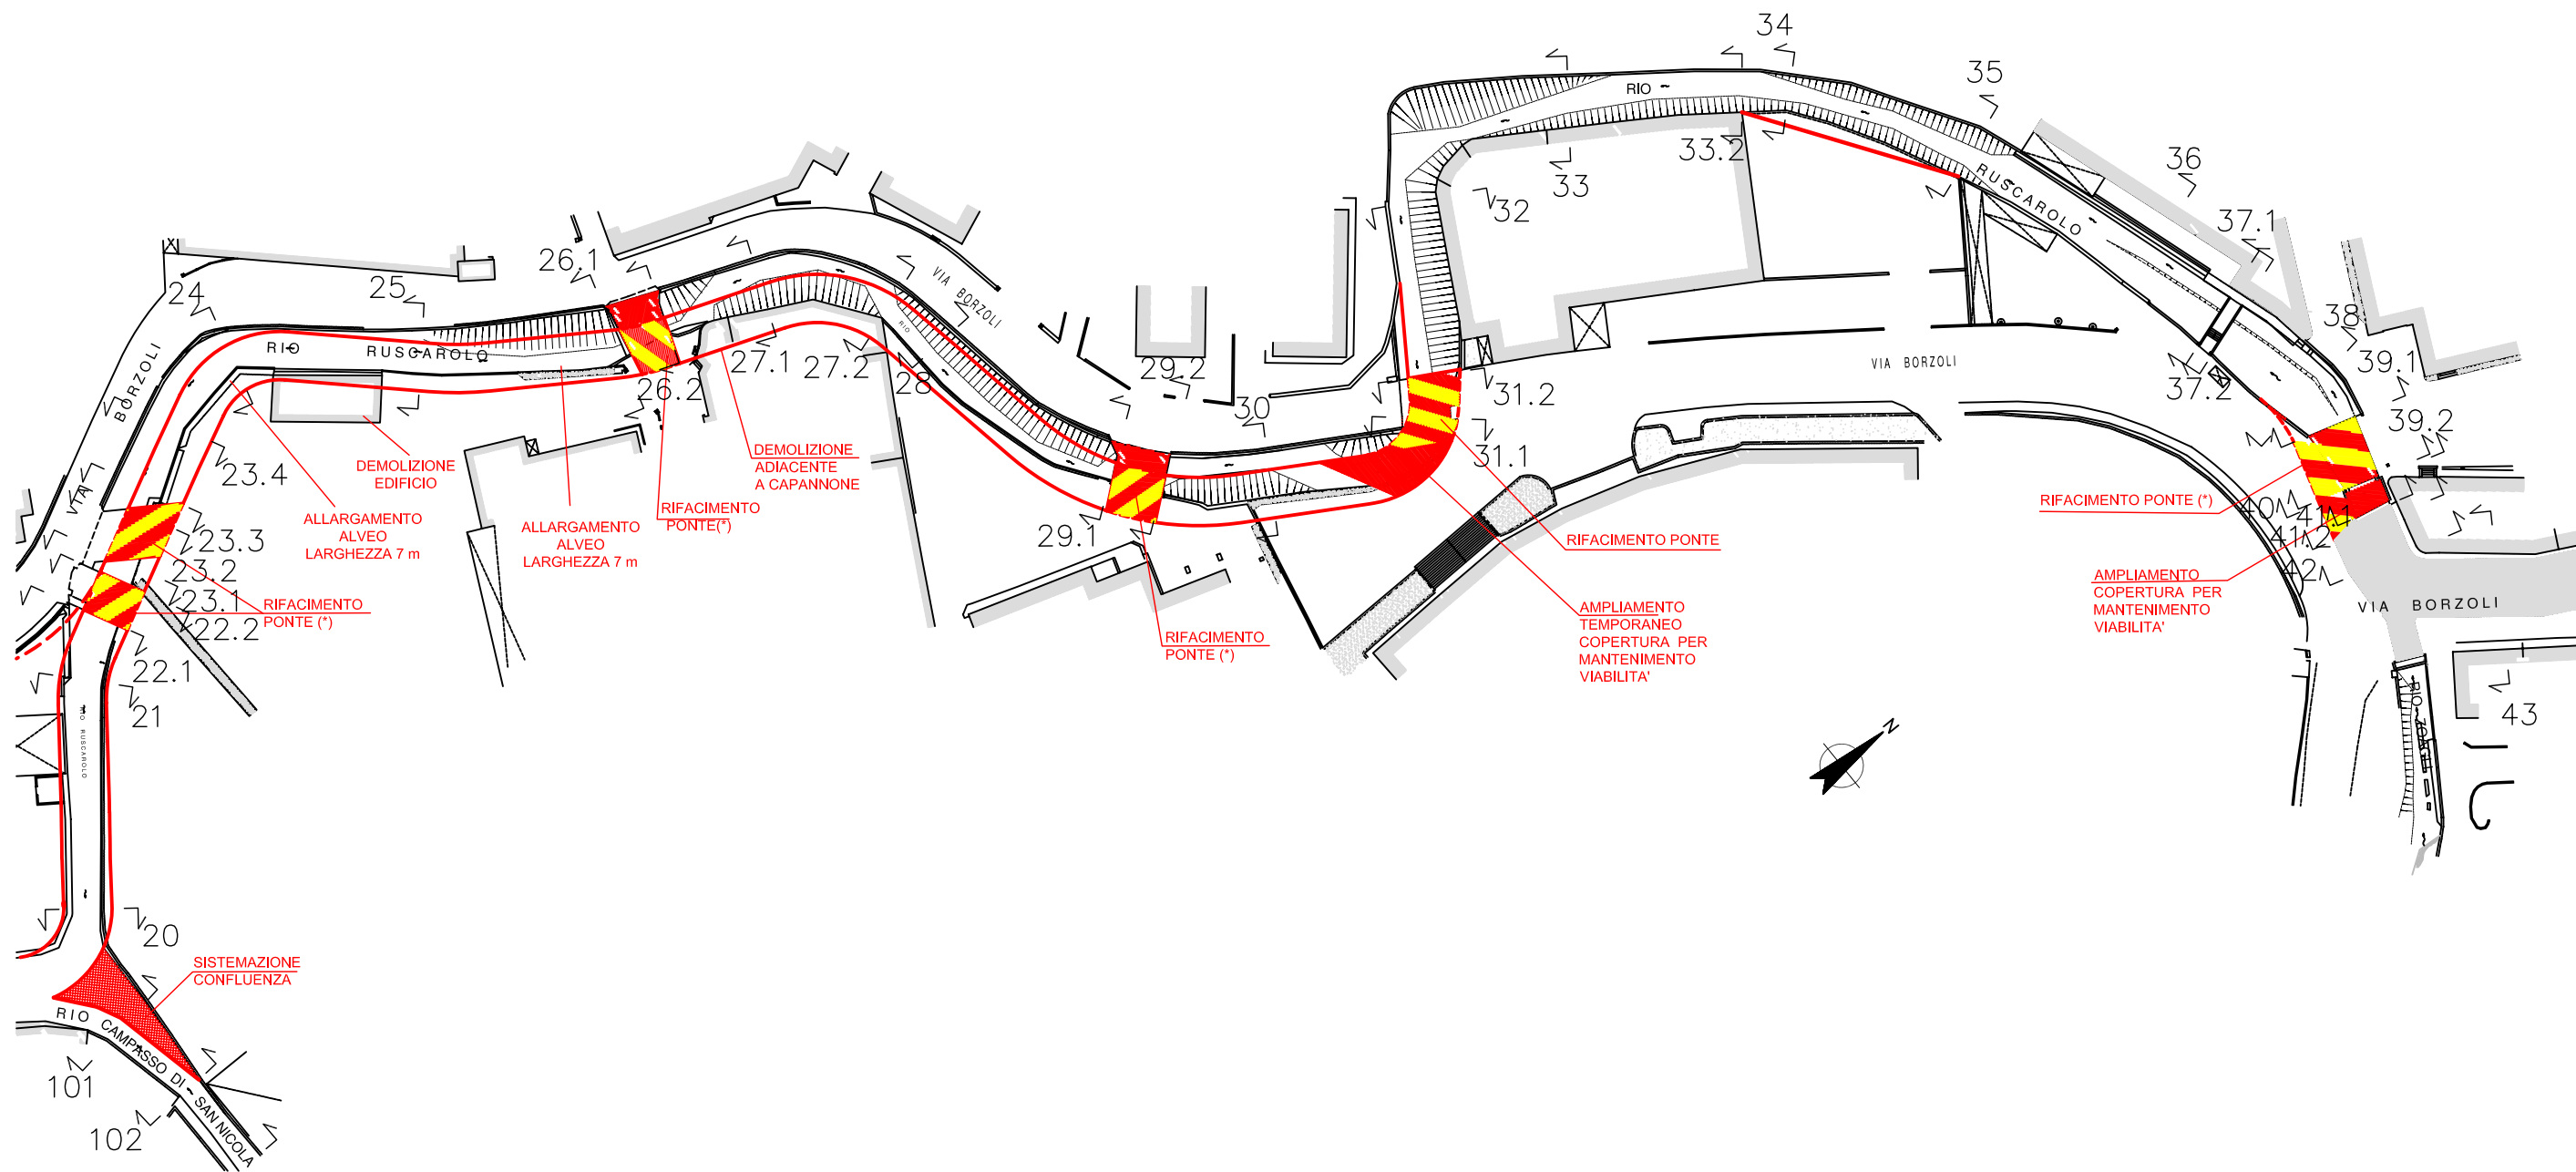 34
35
RIO
33.2
33
32
36
RUSCAROLO
37.1
26.1
VIA BORZOLI
24
25
38
39.1
RIO RUSCAROLO
BORZOLI
VIA
RIO
27.1
27.2
28
29.2
26.2
30
31.2
VIA BORZOLI
37.2
39.2
23.4
DEMOLIZIONE
EDIFICIO
DEMOLIZIONE
ADIACENTE
A CAPANNONE
31.1
ALLARGAMENTO
ALVEO
LARGHEZZA 7 m
ALLARGAMENTO
ALVEO
LARGHEZZA 7 m
RIFACIMENTO
PONTE(*)
29.1
RIFACIMENTO PONTE
RIFACIMENTO PONTE (*)
40
41.1
41.2
42
23.3
23.2
23.1
22.2
22.1
21
RIFACIMENTO
PONTE (*)
RIFACIMENTO
PONTE (*)
AMPLIAMENTO
TEMPORANEO
COPERTURA PER
MANTENIMENTO
VIABILITA'
AMPLIAMENTO
COPERTURA PER
MANTENIMENTO
VIABILITA'
VIA BORZOLI
43
RIO
N
RIO RUSCAROLO
20
SISTEMAZIONE
CONFLUENZA
RIO CAMPASSO DI SAN NICOLA
101
102